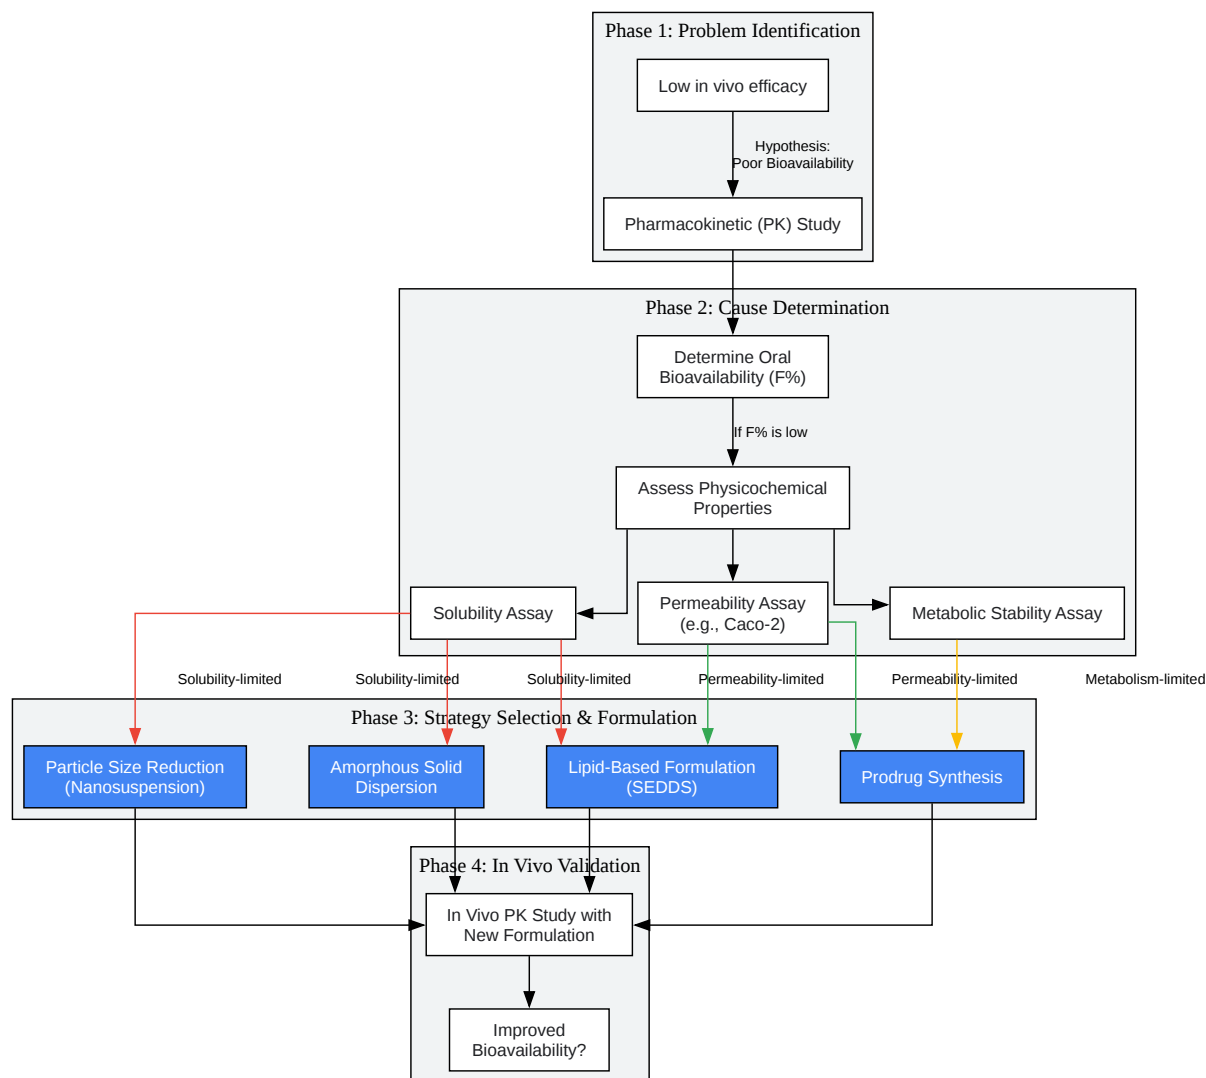 Phase 1: Problem Identification
Low in vivo efficacy
Hypothesis:
Poor Bioavailability
Pharmacokinetic (PK) Study
Phase 2: Cause Determination
Determine Oral
Bioavailability (F%)
If F% is low
Assess Physicochemical
Properties
Solubility Assay
Permeability Assay
(e.g., Caco-2)
Metabolic Stability Assay
Solubility-limited
Solubility-limited
Solubility-limited
Permeability-limited
Permeability-limited
Metabolism-limited
Phase 3: Strategy Selection & Formulation
Particle Size Reduction
(Nanosuspension)
Amorphous Solid
Dispersion
Lipid-Based Formulation
(SEDDS)
Prodrug Synthesis
Phase 4: In Vivo Validation
In Vivo PK Study with
New Formulation
Improved
Bioavailability?